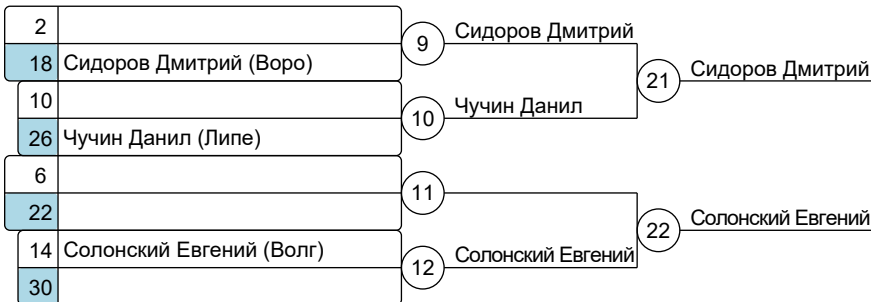 2
18 Сидоров Дмитрий (Воро)
9 Сидоров Дмитрий
10
26 Чучин Данил (Липе)
10 Чучин Данил
21 Сидоров Дмитрий
6
22
11
14 Солонский Евгений (Волг)
30
12 Солонский Евгений
22 Солонский Евгений